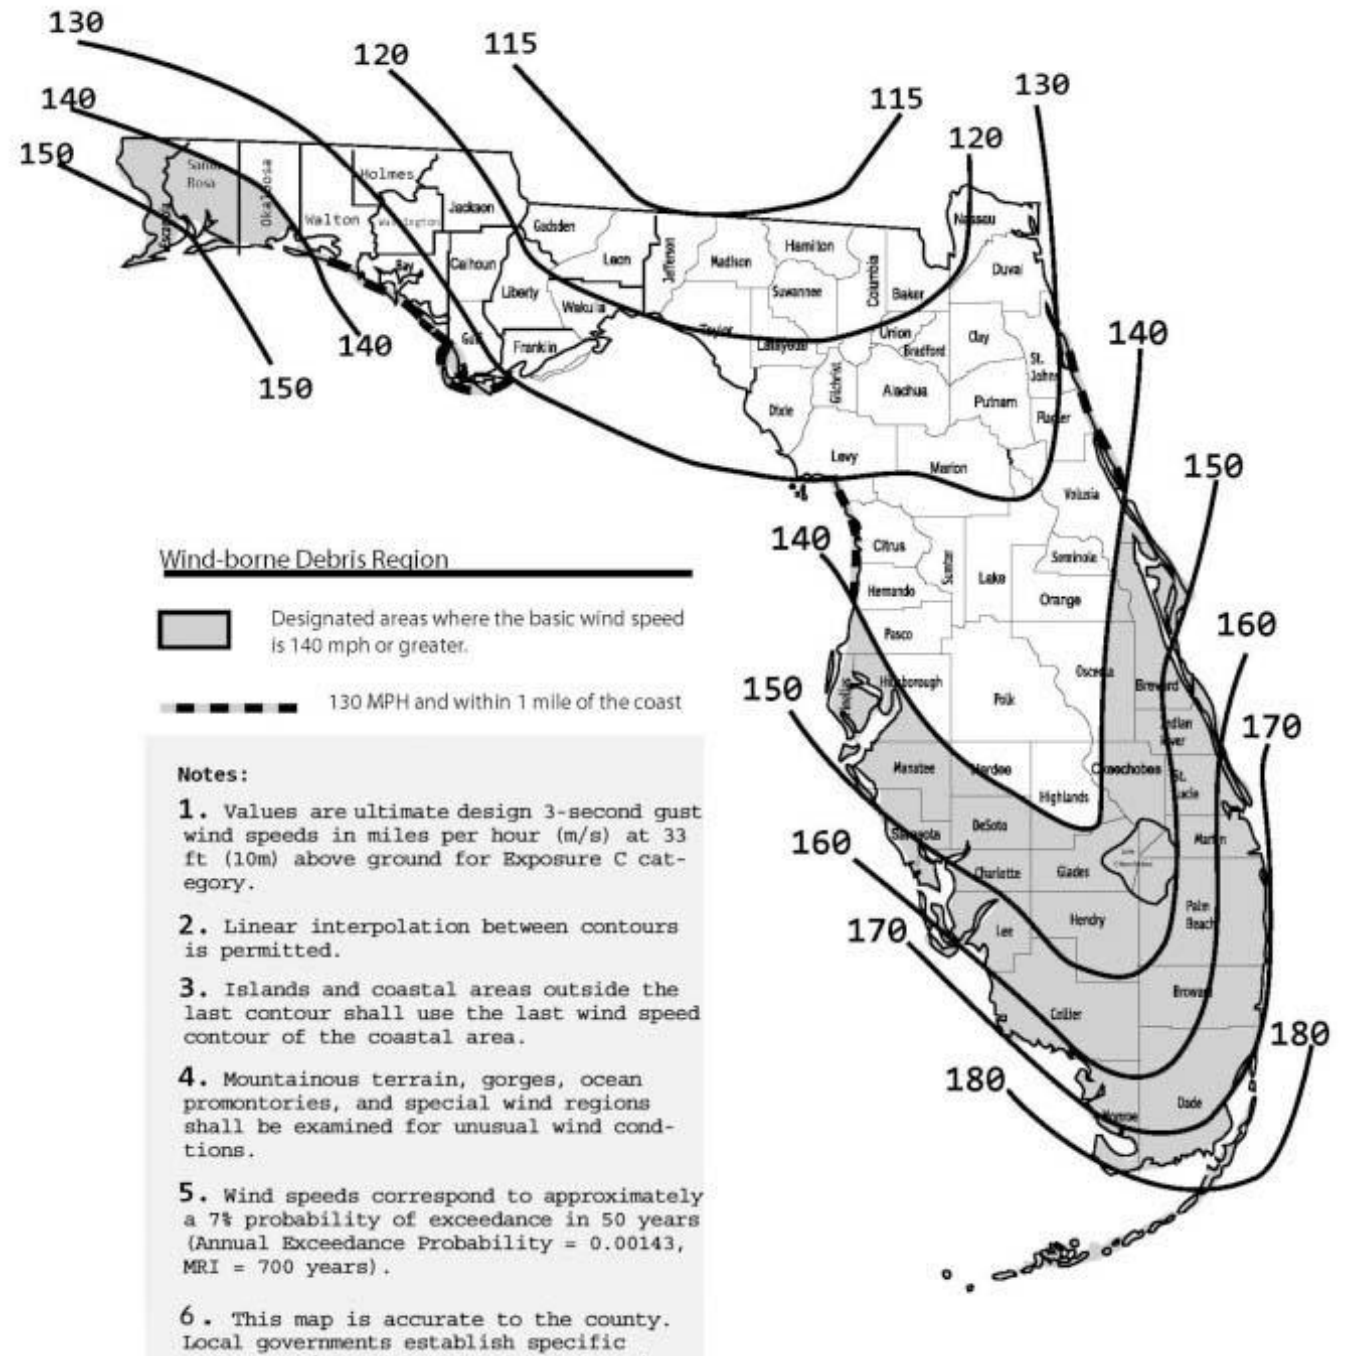 130
120
115
140
115
130
150
120
Santa
Rosa
Escambia
Okaloosa
Walton
Holmes
Washington
Jackson
Bay
Calhoun
Gulf
Liberty
Gadsden
Leon
Wakulla
Franklin
Jefferson
Madison
Taylor
Hamilton
Suwannee
Lafayette
Columbia
Baker
Nassau
Duval
Union
Bradford
Clay
St.
Johns
Gilchrist
Alachua
Putnam
Flagler
Dixie
Levy
Marion
Volusia
140
150
140
150
140
Citrus
Sumter
Lake
Seminole
Hernando
Orange
Pasco
160
Pinellas
Hillsborough
Polk
Osceola
Brevard
150
Indian
River
170
Manatee
Hardee
Highlands
Okeechobee
St.
Lucie
Sarasota
DeSoto
Martin
160
Charlotte
Glades
Lee
Hendry
Palm
Beach
170
Collier
Broward
180
180
Monroe
Dade
Wind-borne Debris Region
Designated areas where the basic wind speed
is 140 mph or greater.
130 MPH and within 1 mile of the coast
Notes:
1. Values are ultimate design 3-second gust
wind speeds in miles per hour (m/s) at 33
ft (10m) above ground for Exposure C cat-
egory.
2. Linear interpolation between contours
is permitted.
3. Islands and coastal areas outside the
last contour shall use the last wind speed
contour of the coastal area.
4. Mountainous terrain, gorges, ocean
promontories, and special wind regions
shall be examined for unusual wind cond-
tions.
5. Wind speeds correspond to approximately
a 7% probability of exceedance in 50 years
(Annual Exceedance Probability = 0.00143,
MRI = 700 years).
6. This map is accurate to the county.
Local governments establish specific